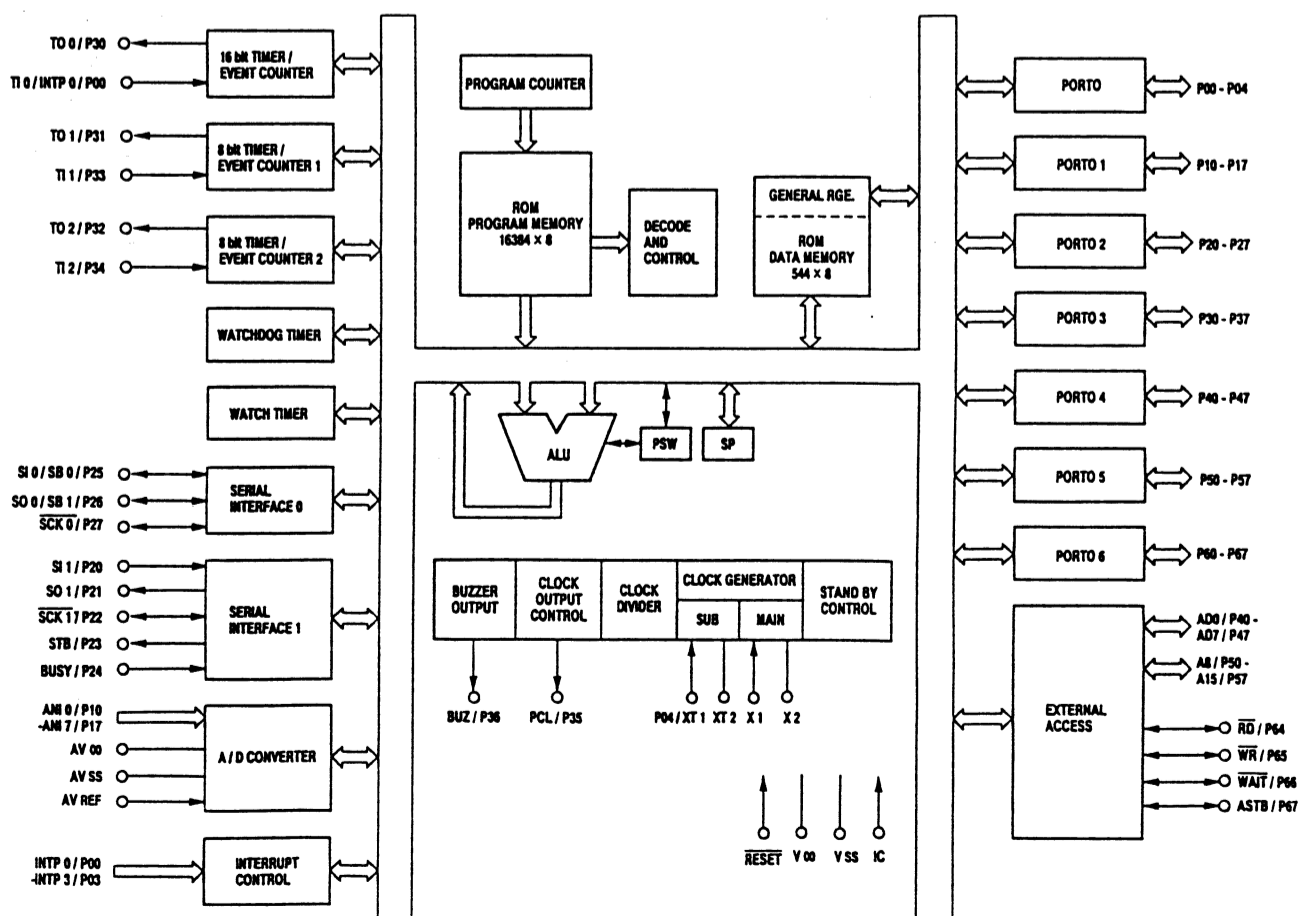 TO 0 / P30
TI 0 / INTP 0 / P00
16 bit TIMER /
EVENT COUNTER
TO 1 / P31
TI 1 / P33
8 bit TIMER /
EVENT COUNTER 1
TO 2 / P32
TI 2 / P34
8 bit TIMER /
EVENT COUNTER 2
WATCHDOG TIMER
WATCH TIMER
SI 0 / SB 0 / P25
SO 0 / SB 1 / P26
SCK 0 / P27
SERIAL
INTERFACE 0
SI 1 / P20
SO 1 / P21
SCK 1 / P22
STB / P23
BUSY / P24
SERIAL
INTERFACE 1
ANI 0 / P10
-ANI 7 / P17
AV 00
AV SS
AV REF
A / D CONVERTER
INTP 0 / P00
-INTP 3 / P03
INTERRUPT
CONTROL
PROGRAM COUNTER
ROM
PROGRAM MEMORY
16384 × 8
DECODE
AND
CONTROL
GENERAL RGE.
ROM
DATA MEMORY
544 × 8
ALU
PSW
SP
BUZZER
OUTPUT
CLOCK
OUTPUT
CONTROL
CLOCK
DIVIDER
CLOCK GENERATOR
SUB
MAIN
STAND BY
CONTROL
BUZ / P36
PCL / P35
P04 / XT 1
XT 2
X 1
X 2
RESET
V 00
V SS
IC
PORTO
P00 - P04
PORTO 1
P10 - P17
PORTO 2
P20 - P27
PORTO 3
P30 - P37
PORTO 4
P40 - P47
PORTO 5
P50 - P57
PORTO 6
P60 - P67
EXTERNAL
ACCESS
AD0 / P40 -
AD7 / P47
A8 / P50 -
A15 / P57
RD / P64
WR / P65
WAIT / P66
ASTB / P67